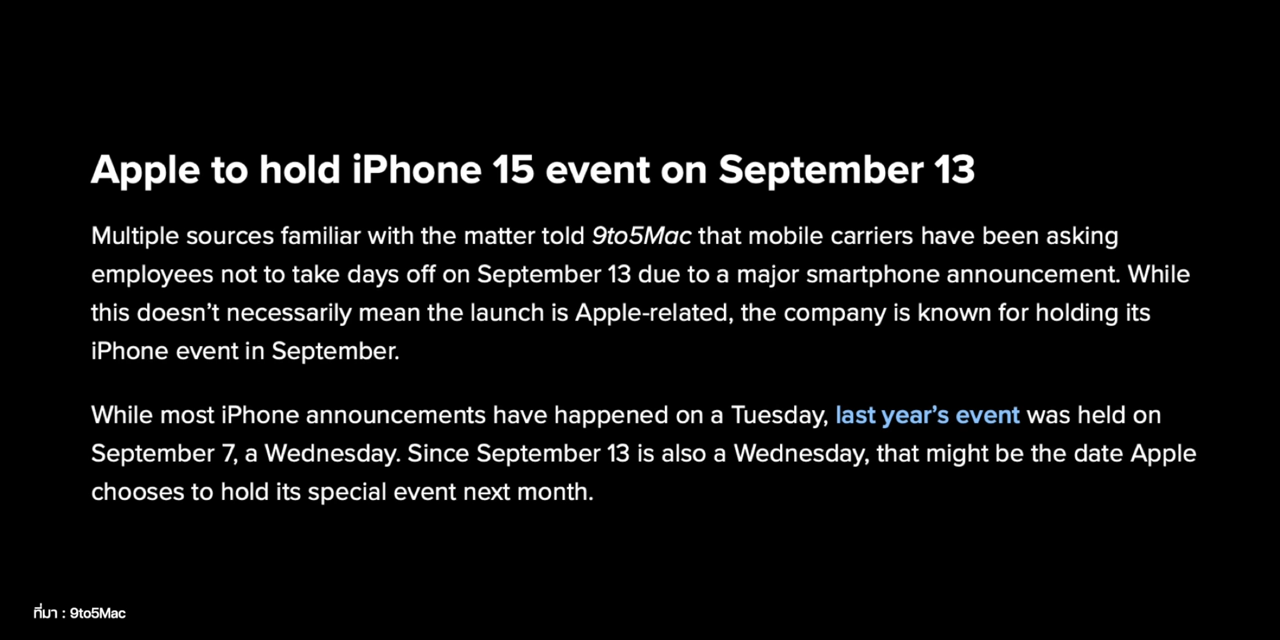 Apple to hold iPhone 15 event on September 13
Multiple sources familiar with the matter told 9to5Mac that mobile carriers have been asking
employees not to take days off on September 13 due to a major smartphone announcement. While
this doesn’t necessarily mean the launch is Apple-related, the company is known for holding its
iPhone event in September.
While most iPhone announcements have happened on a Tuesday, last year’s event was held on
September 7, a Wednesday. Since September 13 is also a Wednesday, that might be the date Apple
chooses to hold its special event next month.
ที่มา : 9to5Mac